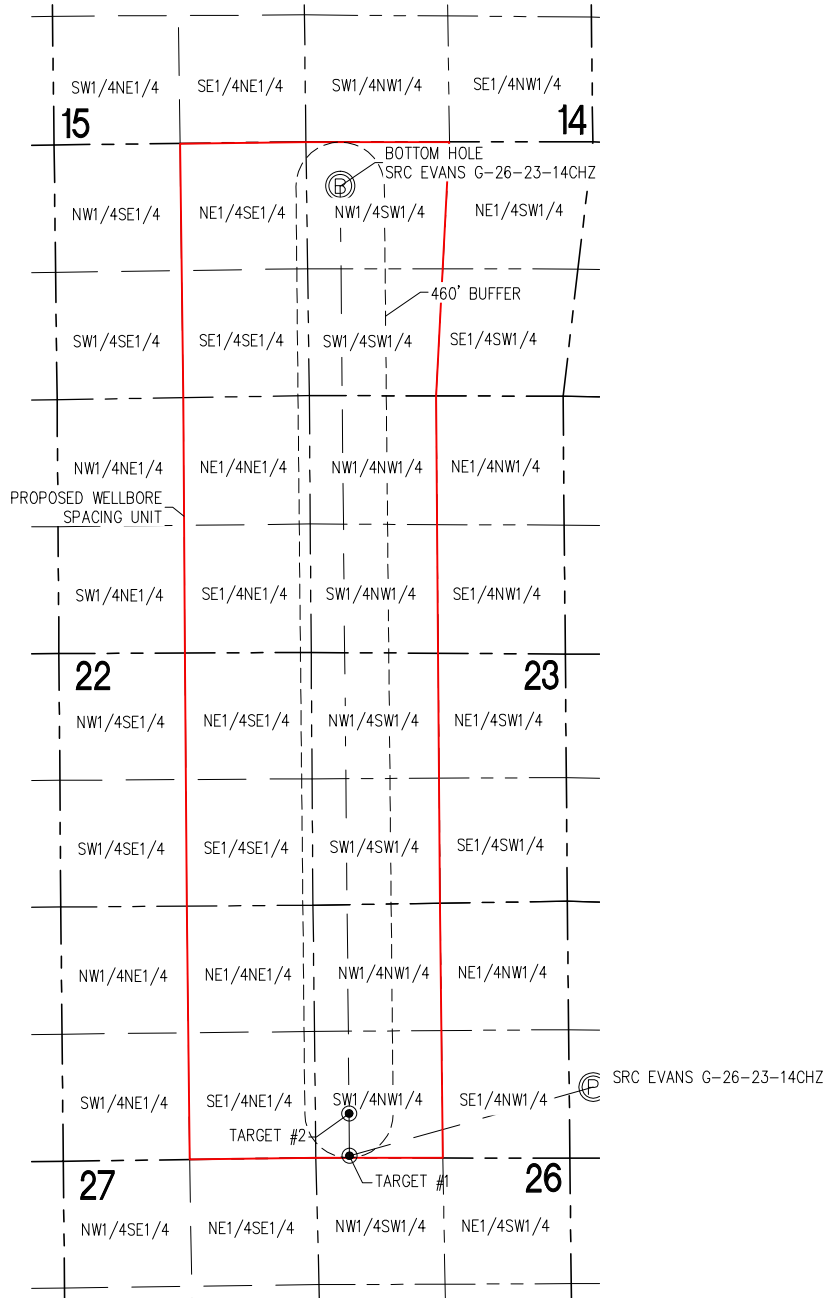 SW1/4NE1/4 SE1/4NE1/4 SW1/4NW1/4 SE1/4NW1/4
15 14
BOTTOM HOLE
SRC EVANS G-26-23-14CHZ
B
NW1/4SE1/4 NE1/4SE1/4 NW1/4SW1/4 NE1/4SW1/4
460' BUFFER
SW1/4SE1/4 SE1/4SE1/4 SW1/4SW1/4 SE1/4SW1/4
NW1/4NE1/4 NE1/4NE1/4 NW1/4NW1/4 NE1/4NW1/4
PROPOSED WELLBORE
SPACING UNIT
SW1/4NE1/4 SE1/4NE1/4 SW1/4NW1/4 SE1/4NW1/4
22 23
NW1/4SE1/4 NE1/4SE1/4 NW1/4SW1/4 NE1/4SW1/4
SW1/4SE1/4 SE1/4SE1/4 SW1/4SW1/4 SE1/4SW1/4
NW1/4NE1/4 NE1/4NE1/4 NW1/4NW1/4 NE1/4NW1/4
SRC EVANS G-26-23-14CHZ
SW1/4NE1/4 SE1/4NE1/4 SW1/4NW1/4 SE1/4NW1/4
TARGET #2
TARGET #1
27 26
NW1/4SE1/4 NE1/4SE1/4 NW1/4SW1/4 NE1/4SW1/4